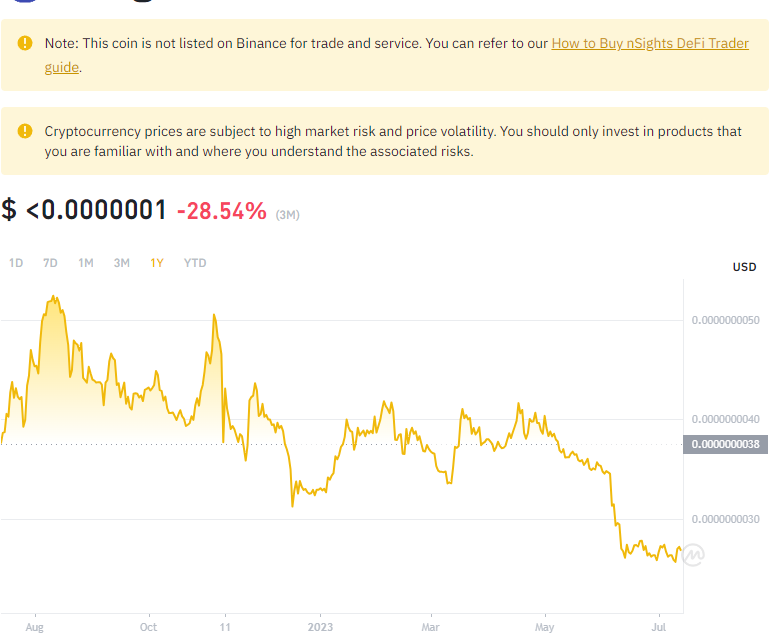 Note: This coin is not listed on Binance for trade and service. You can refer to our How to Buy nSights DeFi Trader
guide.
Cryptocurrency prices are subject to high market risk and price volatility. You should only invest in products that
you are familiar with and where you understand the associated risks.
$ <0.0000001 -28.54% (3M)
1D 7D 1M 3M 1Y YTD
USD
0.0000000050
0.0000000040
0.0000000038
0.0000000030
Aug Oct 11 2023 Mar May Jul